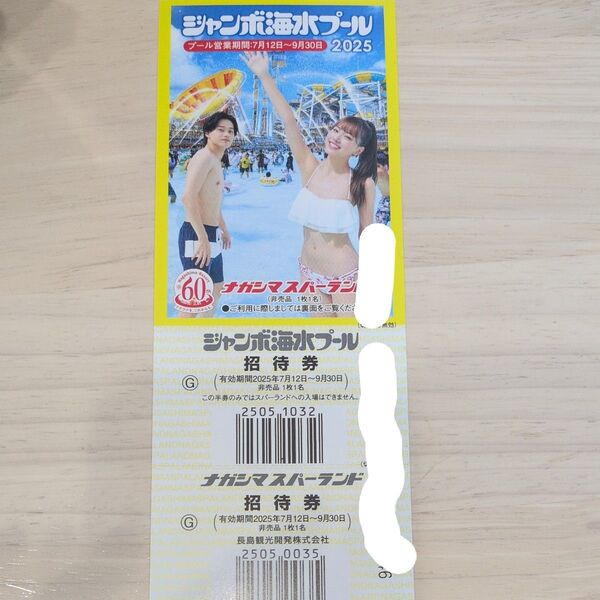 ジャンボ海水プール
プール営業期間:7月12日〜9月30日 2025
60
ナガシマ スパーランド
(非売品 1枚1名)
●ご利用に際しましては裏面をご覧くだ
ジャンボ海水プール
招待券
G (有効期間2025年7月12日〜9月30日)
非売品 1枚1名
この半券のみではスパーランドへの入場はできません。
2505 1032
ナガシマ スパーランド
招待券
G (有効期間2025年7月12日〜9月30日)
非売品 1枚1名
長島観光開発株式会社
2505 0035